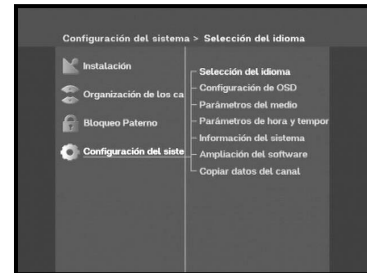 Configuración del sistema > Selección del idioma
Instalación
Organización de los ca
Bloqueo Paterno
Configuración del siste
Selección del idioma
Configuración de OSD
Parámetros del medio
Parámetros de hora y tempor
Información del sistema
Ampliación del software
Copiar datos del canal